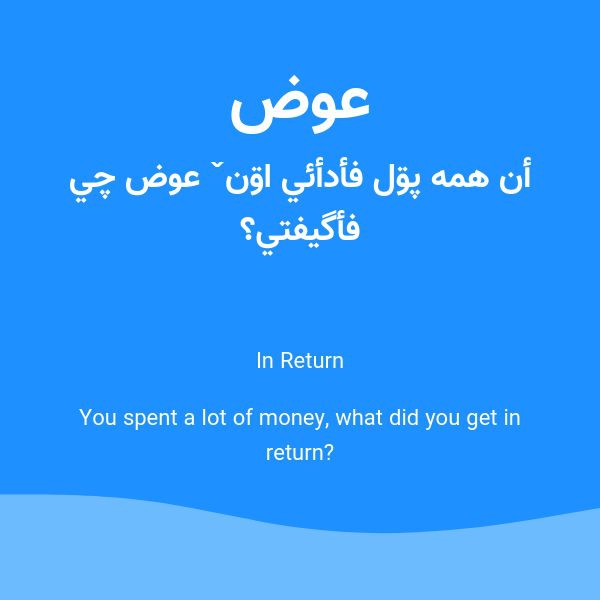 عوض
أن همه پۊل فأدأئي اۊنˇ عوض چي
فأگيفتي؟
In Return
You spent a lot of money, what did you get in
return?